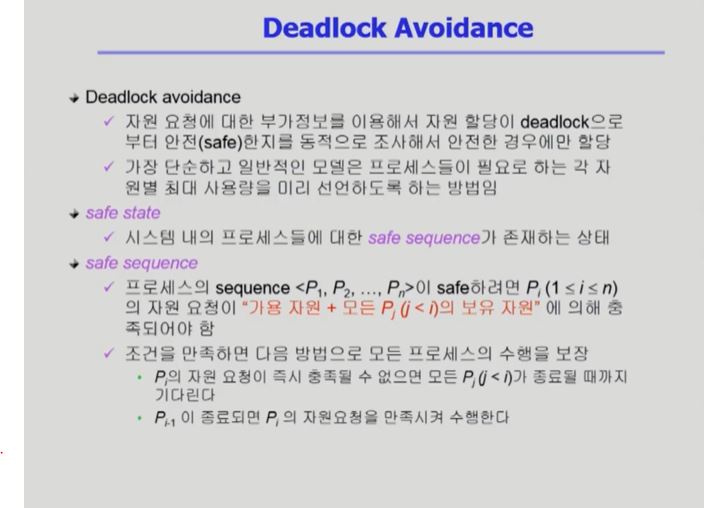 Deadlock Avoidance
Deadlock avoidance
자원 요청에 대한 부가정보를 이용해서 자원 할당이 deadlock으로
부터 안전(safe)한지를 동적으로 조사해서 안전한 경우에만 할당
가장 단순하고 일반적인 모델은 프로세스들이 필요로 하는 각 자
원별 최대 사용량을 미리 선언하도록 하는 방법임
safe state
시스템 내의 프로세스들에 대한 safe sequence가 존재하는 상태
safe sequence
프로세스의 sequence <P₁, P₂, ..., Pₙ>이 safe하려면 Pᵢ (1 ≤ i ≤ n)
의 자원 요청이 “가용 자원 + 모든 Pⱼ (j < i)의 보유 자원” 에 의해 충
족되어야 함
조건을 만족하면 다음 방법으로 모든 프로세스의 수행을 보장
• Pᵢ의 자원 요청이 즉시 충족될 수 없으면 모든 Pⱼ (j < i)가 종료될 때까지
기다린다
• Pᵢ₋₁ 이 종료되면 Pᵢ 의 자원요청을 만족시켜 수행한다